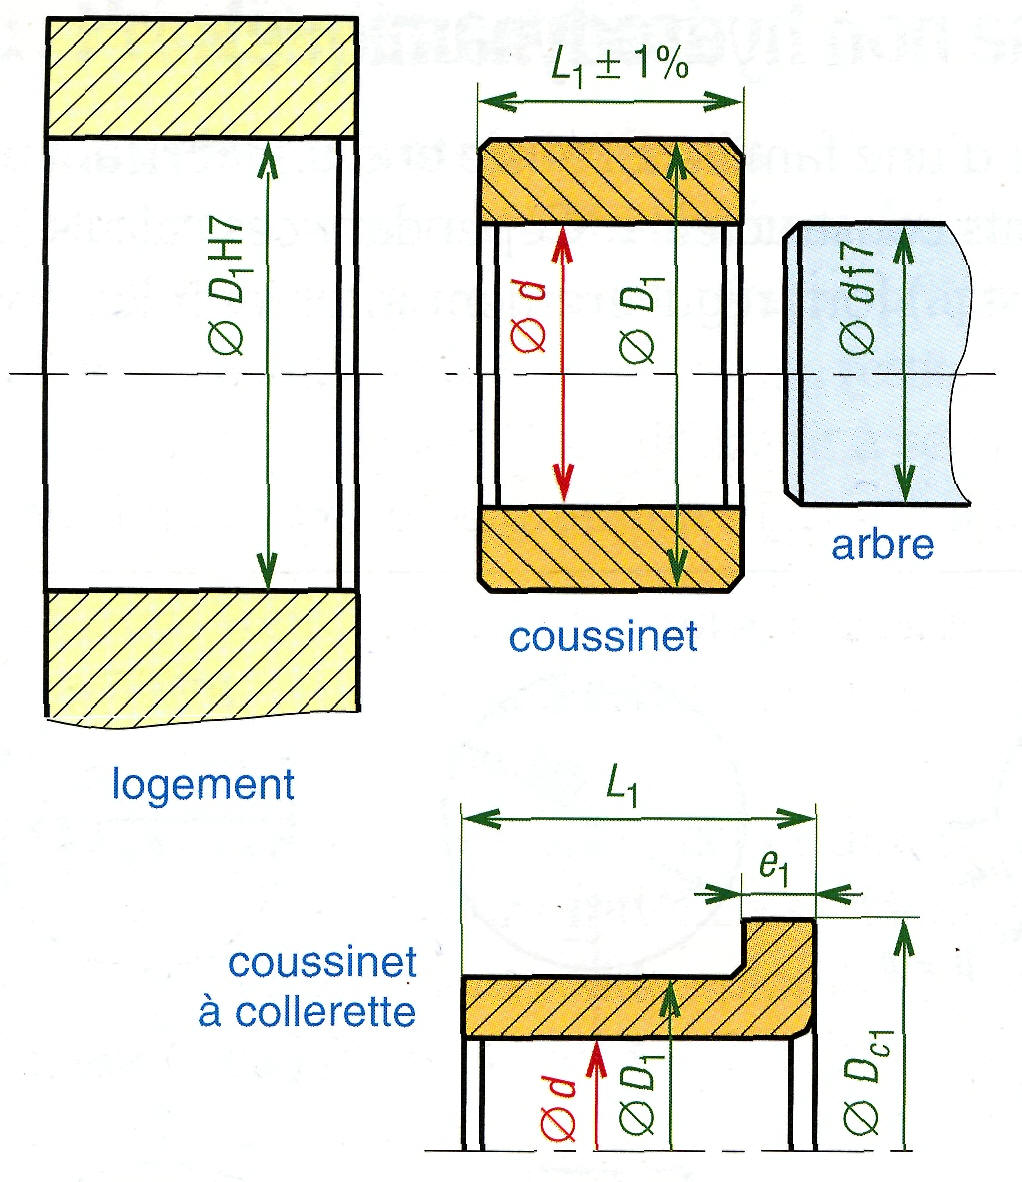 L1 ± 1%
Ø D1H7
Ø d
Ø D1
Ø df7
arbre
coussinet
logement
L1
e1
coussinet
à collerette
Ø d
Ø D1
Ø Dc1